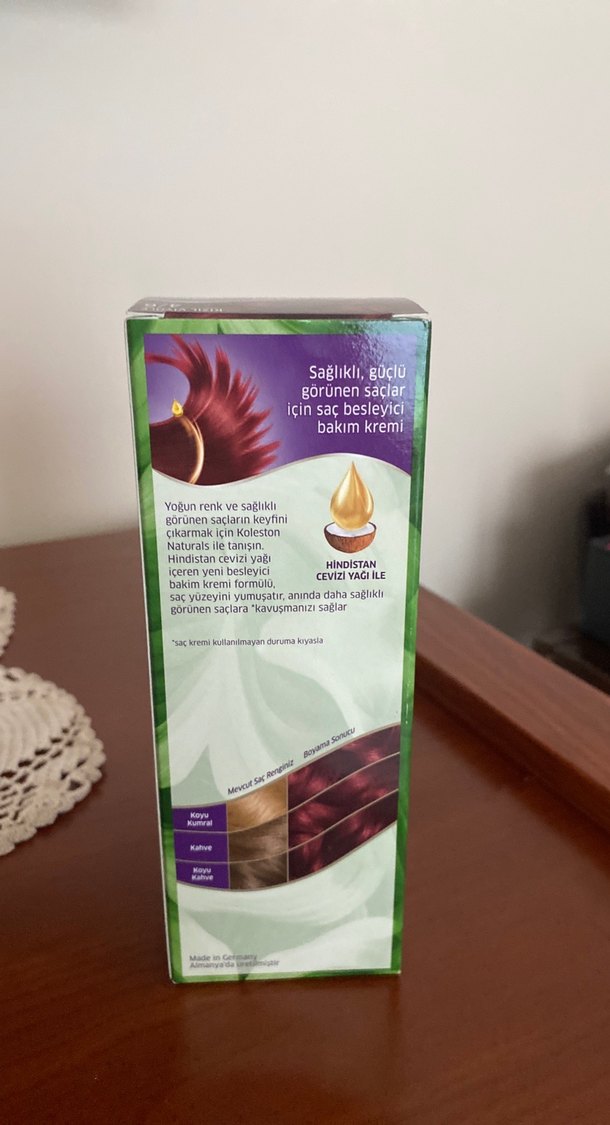 Sağlıklı, güçlü
görünen saçlar
için saç besleyici
bakım kremi
Yoğun renk ve sağlıklı
görünen saçların keyfini
çıkarmak için Koleston
Naturals ile tanışın.
Hindistan cevizi yağı
içeren yeni besleyici
bakım kremi formülü,
saç yüzeyini yumuşatır, anında daha sağlıklı
görünen saçlara *kavuşmanızı sağlar
HİNDİSTAN
CEVİZİ YAĞI İLE
*saç kremi kullanılmayan duruma kıyasla
Mevcut Saç Renginiz
Boyama Sonucu
Koyu
Kumral
Kahve
Koyu
Kahve
Made in Germany
Almanya'da üretilmiştir